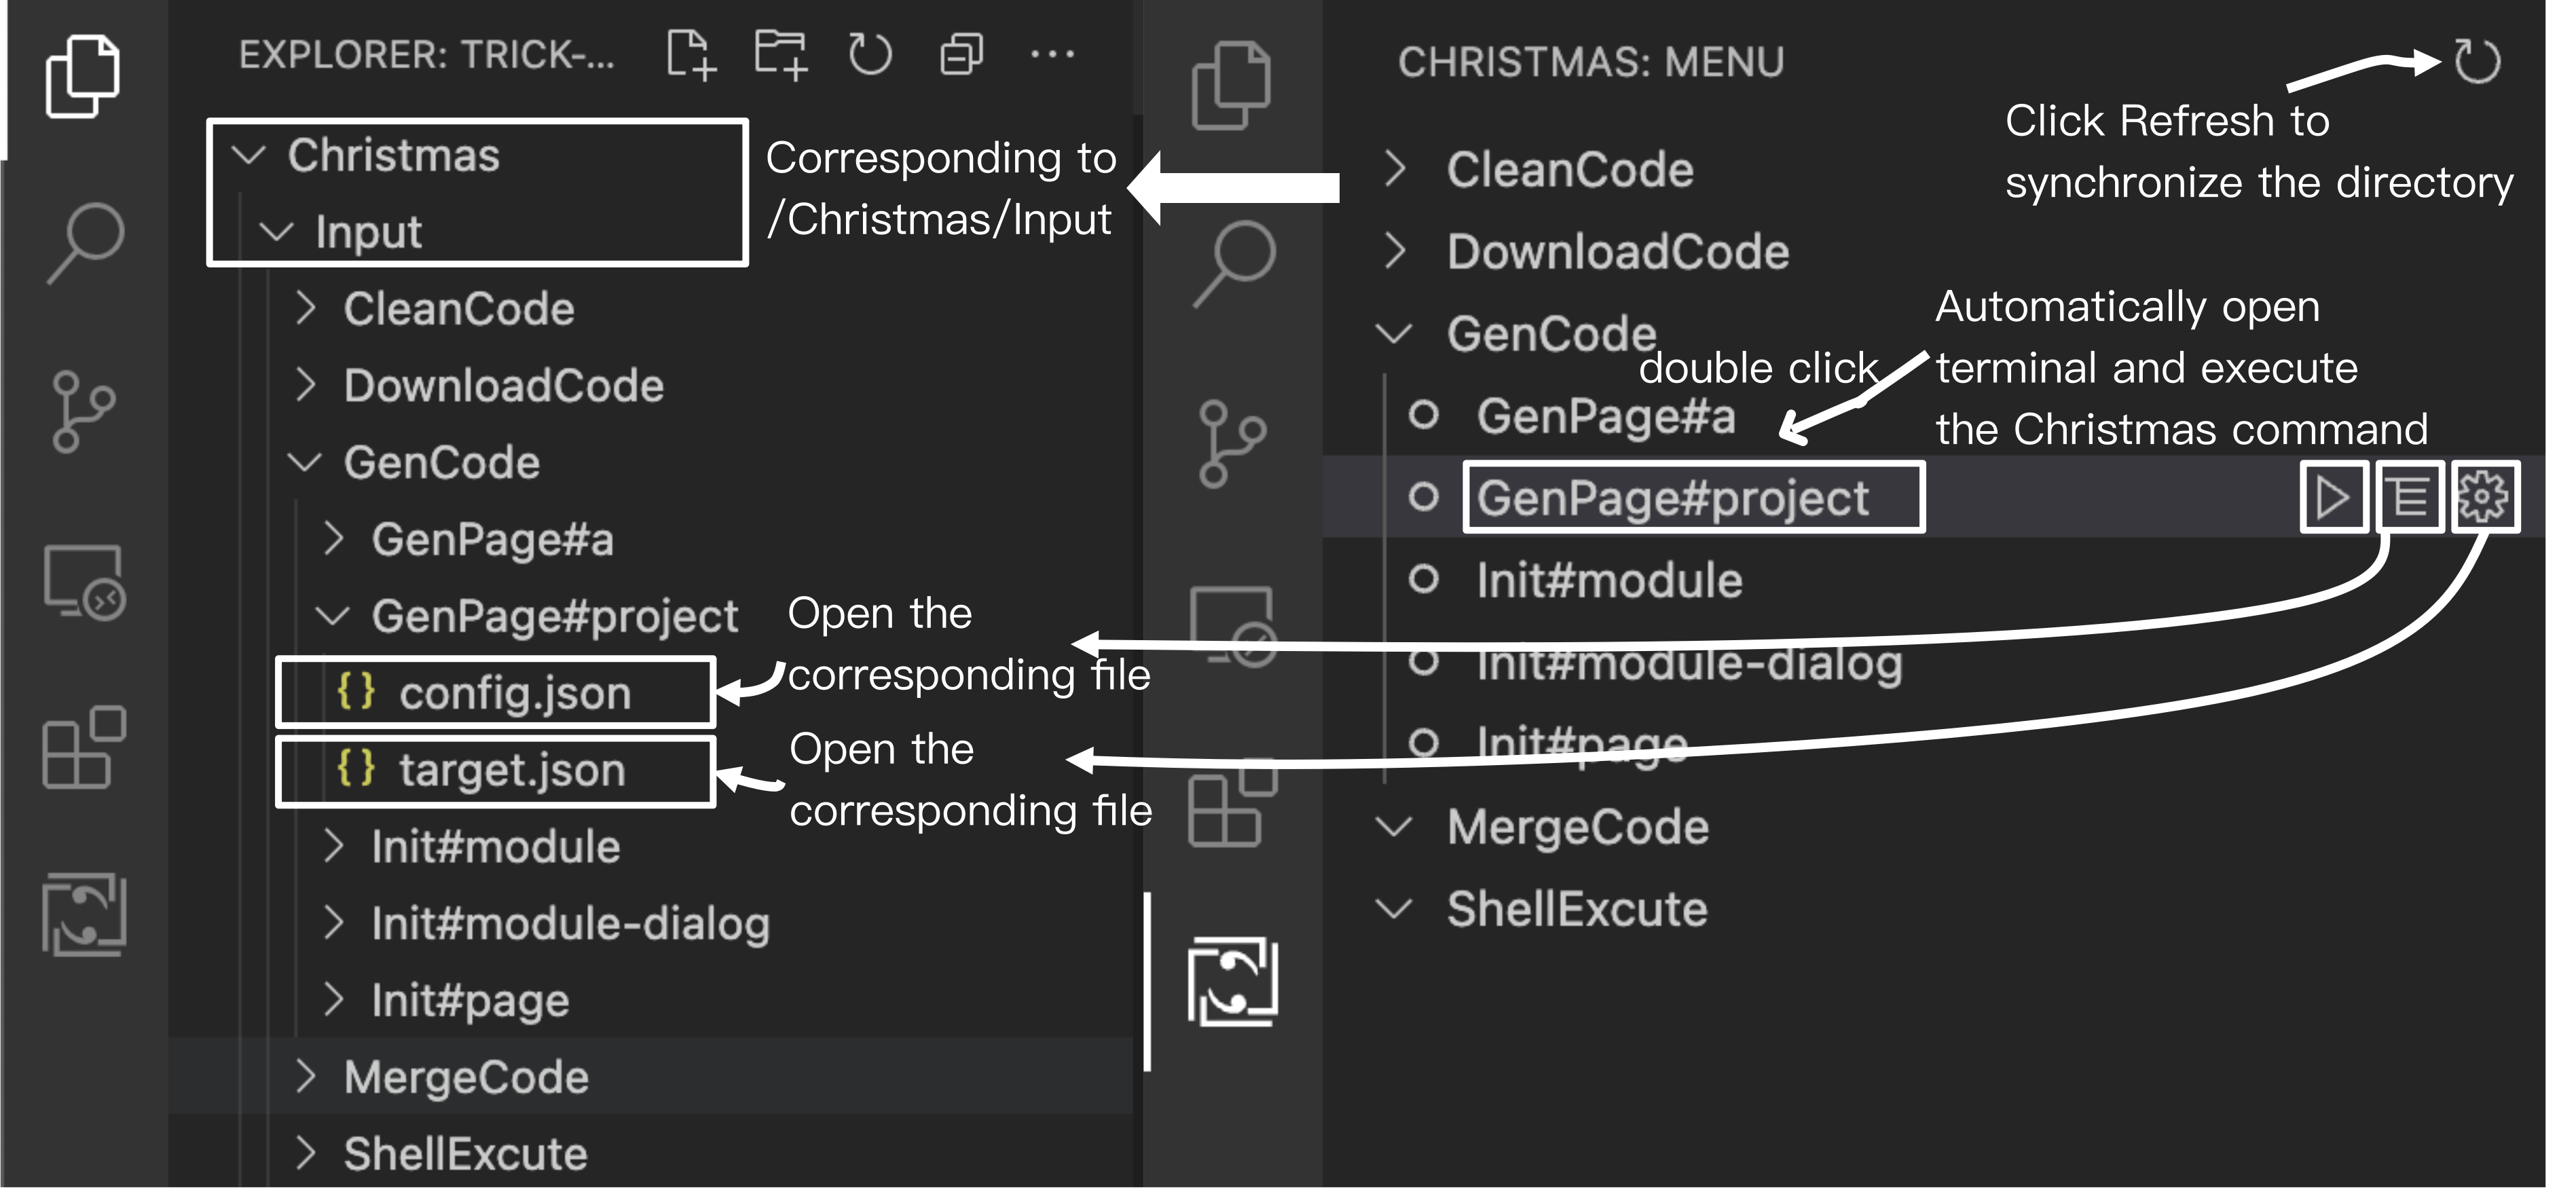 EXPLORER: TRICK-...
Christmas
Input
CleanCode
DownloadCode
GenCode
GenPage#a
GenPage#project
{} config.json
{} target.json
Init#module
Init#module-dialog
Init#page
MergeCode
ShellExcute
Corresponding to
/Christmas/Input
Open the
corresponding file
Open the
corresponding file
CHRISTMAS: MENU
Click Refresh to
synchronize the directory
CleanCode
DownloadCode
GenCode
double click
Automatically open
terminal and execute
the Christmas command
GenPage#a
GenPage#project
Init#module
Init#module-dialog
Init#page
MergeCode
ShellExcute